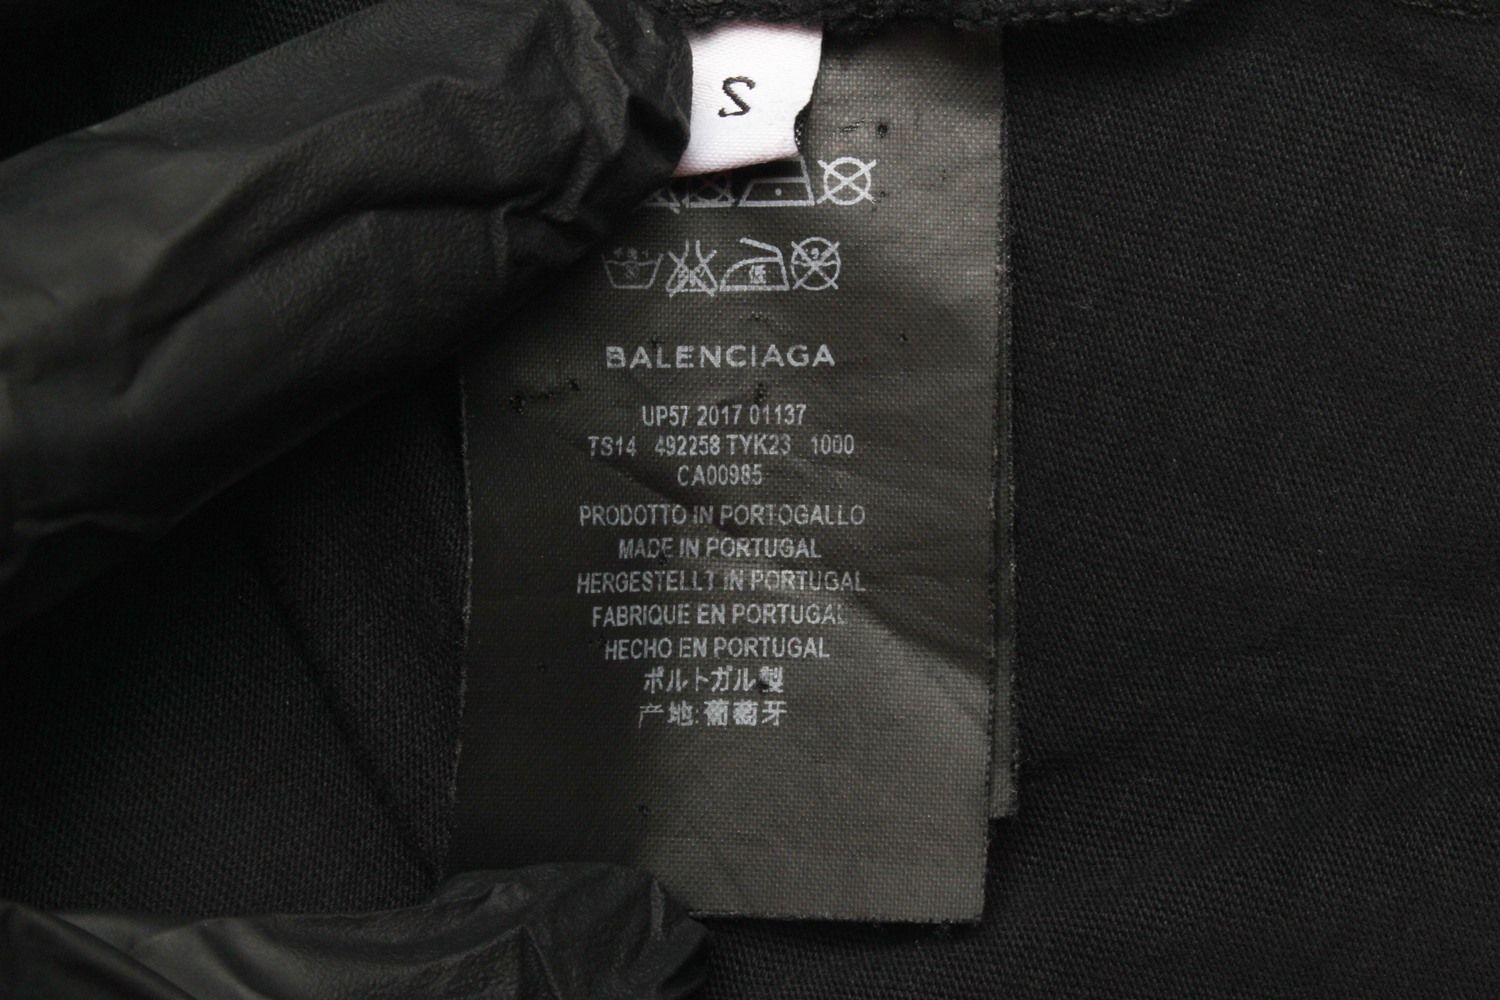 S
BALENCIAGA
UP57 2017 01137
TS14 492258 TYK23 1000
CA00985
PRODOTTO IN PORTOGALLO
MADE IN PORTUGAL
HERGESTELLT IN PORTUGAL
FABRIQUE EN PORTUGAL
HECHO EN PORTUGAL
ポルトガル製
产地:葡萄牙